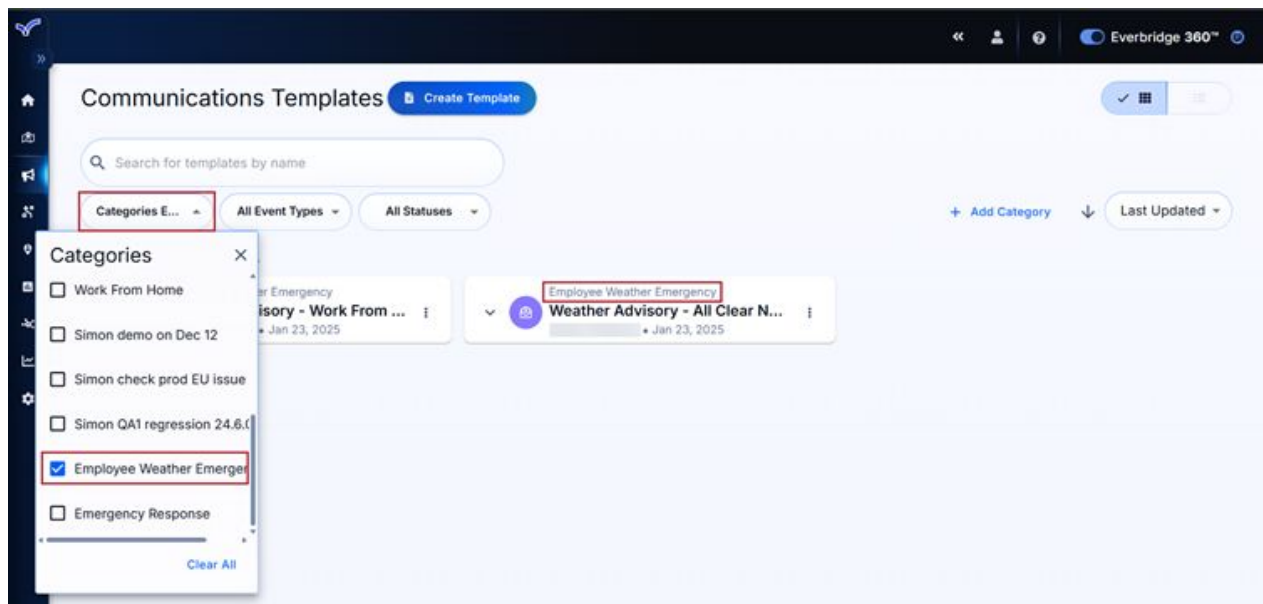 Everbridge 360™
Communications Templates
Create Template
Search for templates by name
Categories E...
All Event Types
All Statuses
+ Add Category
Last Updated
Categories
Work From Home
Simon demo on Dec 12
Simon check prod EU issue
Simon QA1 regression 24.6.
Employee Weather Emerge
Emergency Response
Clear All
er Emergency
isory - Work From ...
• Jan 23, 2025
Employee Weather Emergency
Weather Advisory - All Clear N...
• Jan 23, 2025